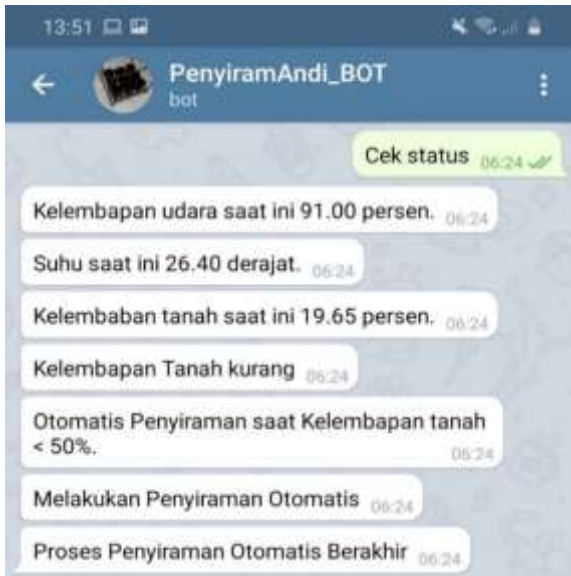 13:51
PenyiramAndi_BOT
bot
Cek status 06:24
Kelembapan udara saat ini 91.00 persen. 06:24
Suhu saat ini 26.40 derajat. 06:24
Kelembaban tanah saat ini 19.65 persen. 06:24
Kelembapan Tanah kurang 06:24
Otomatis Penyiraman saat Kelembapan tanah
< 50%. 06:24
Melakukan Penyiraman Otomatis 06:24
Proses Penyiraman Otomatis Berakhir 06:24